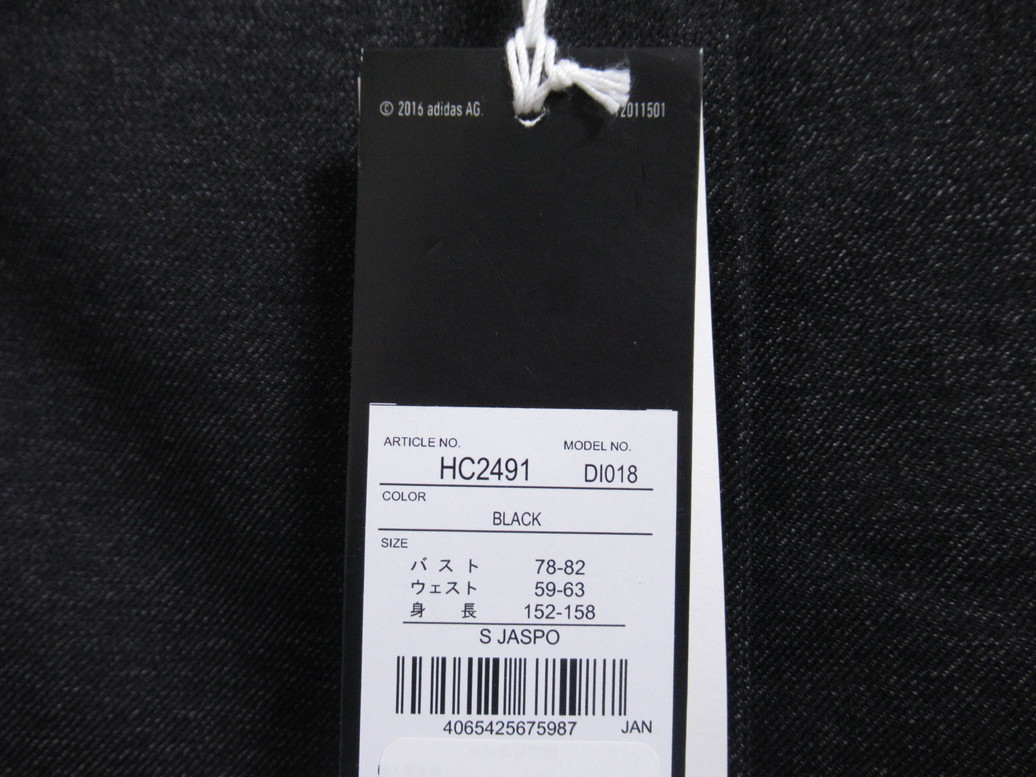 © 2016 adidas AG. 2011501
ARTICLE NO. MODEL NO.
HC2491 DI018
COLOR
BLACK
SIZE
バスト 78-82
ウェスト 59-63
身長 152-158
S JASPO
4065425675987 JAN